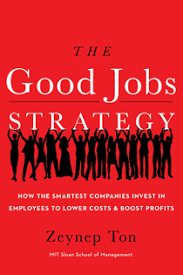 THE
Good Jobs
STRATEGY
HOW THE SMARTEST COMPANIES INVEST IN
EMPLOYEES TO LOWER COSTS & BOOST PROFITS
Zeynep Ton
MIT Sloan School of Management